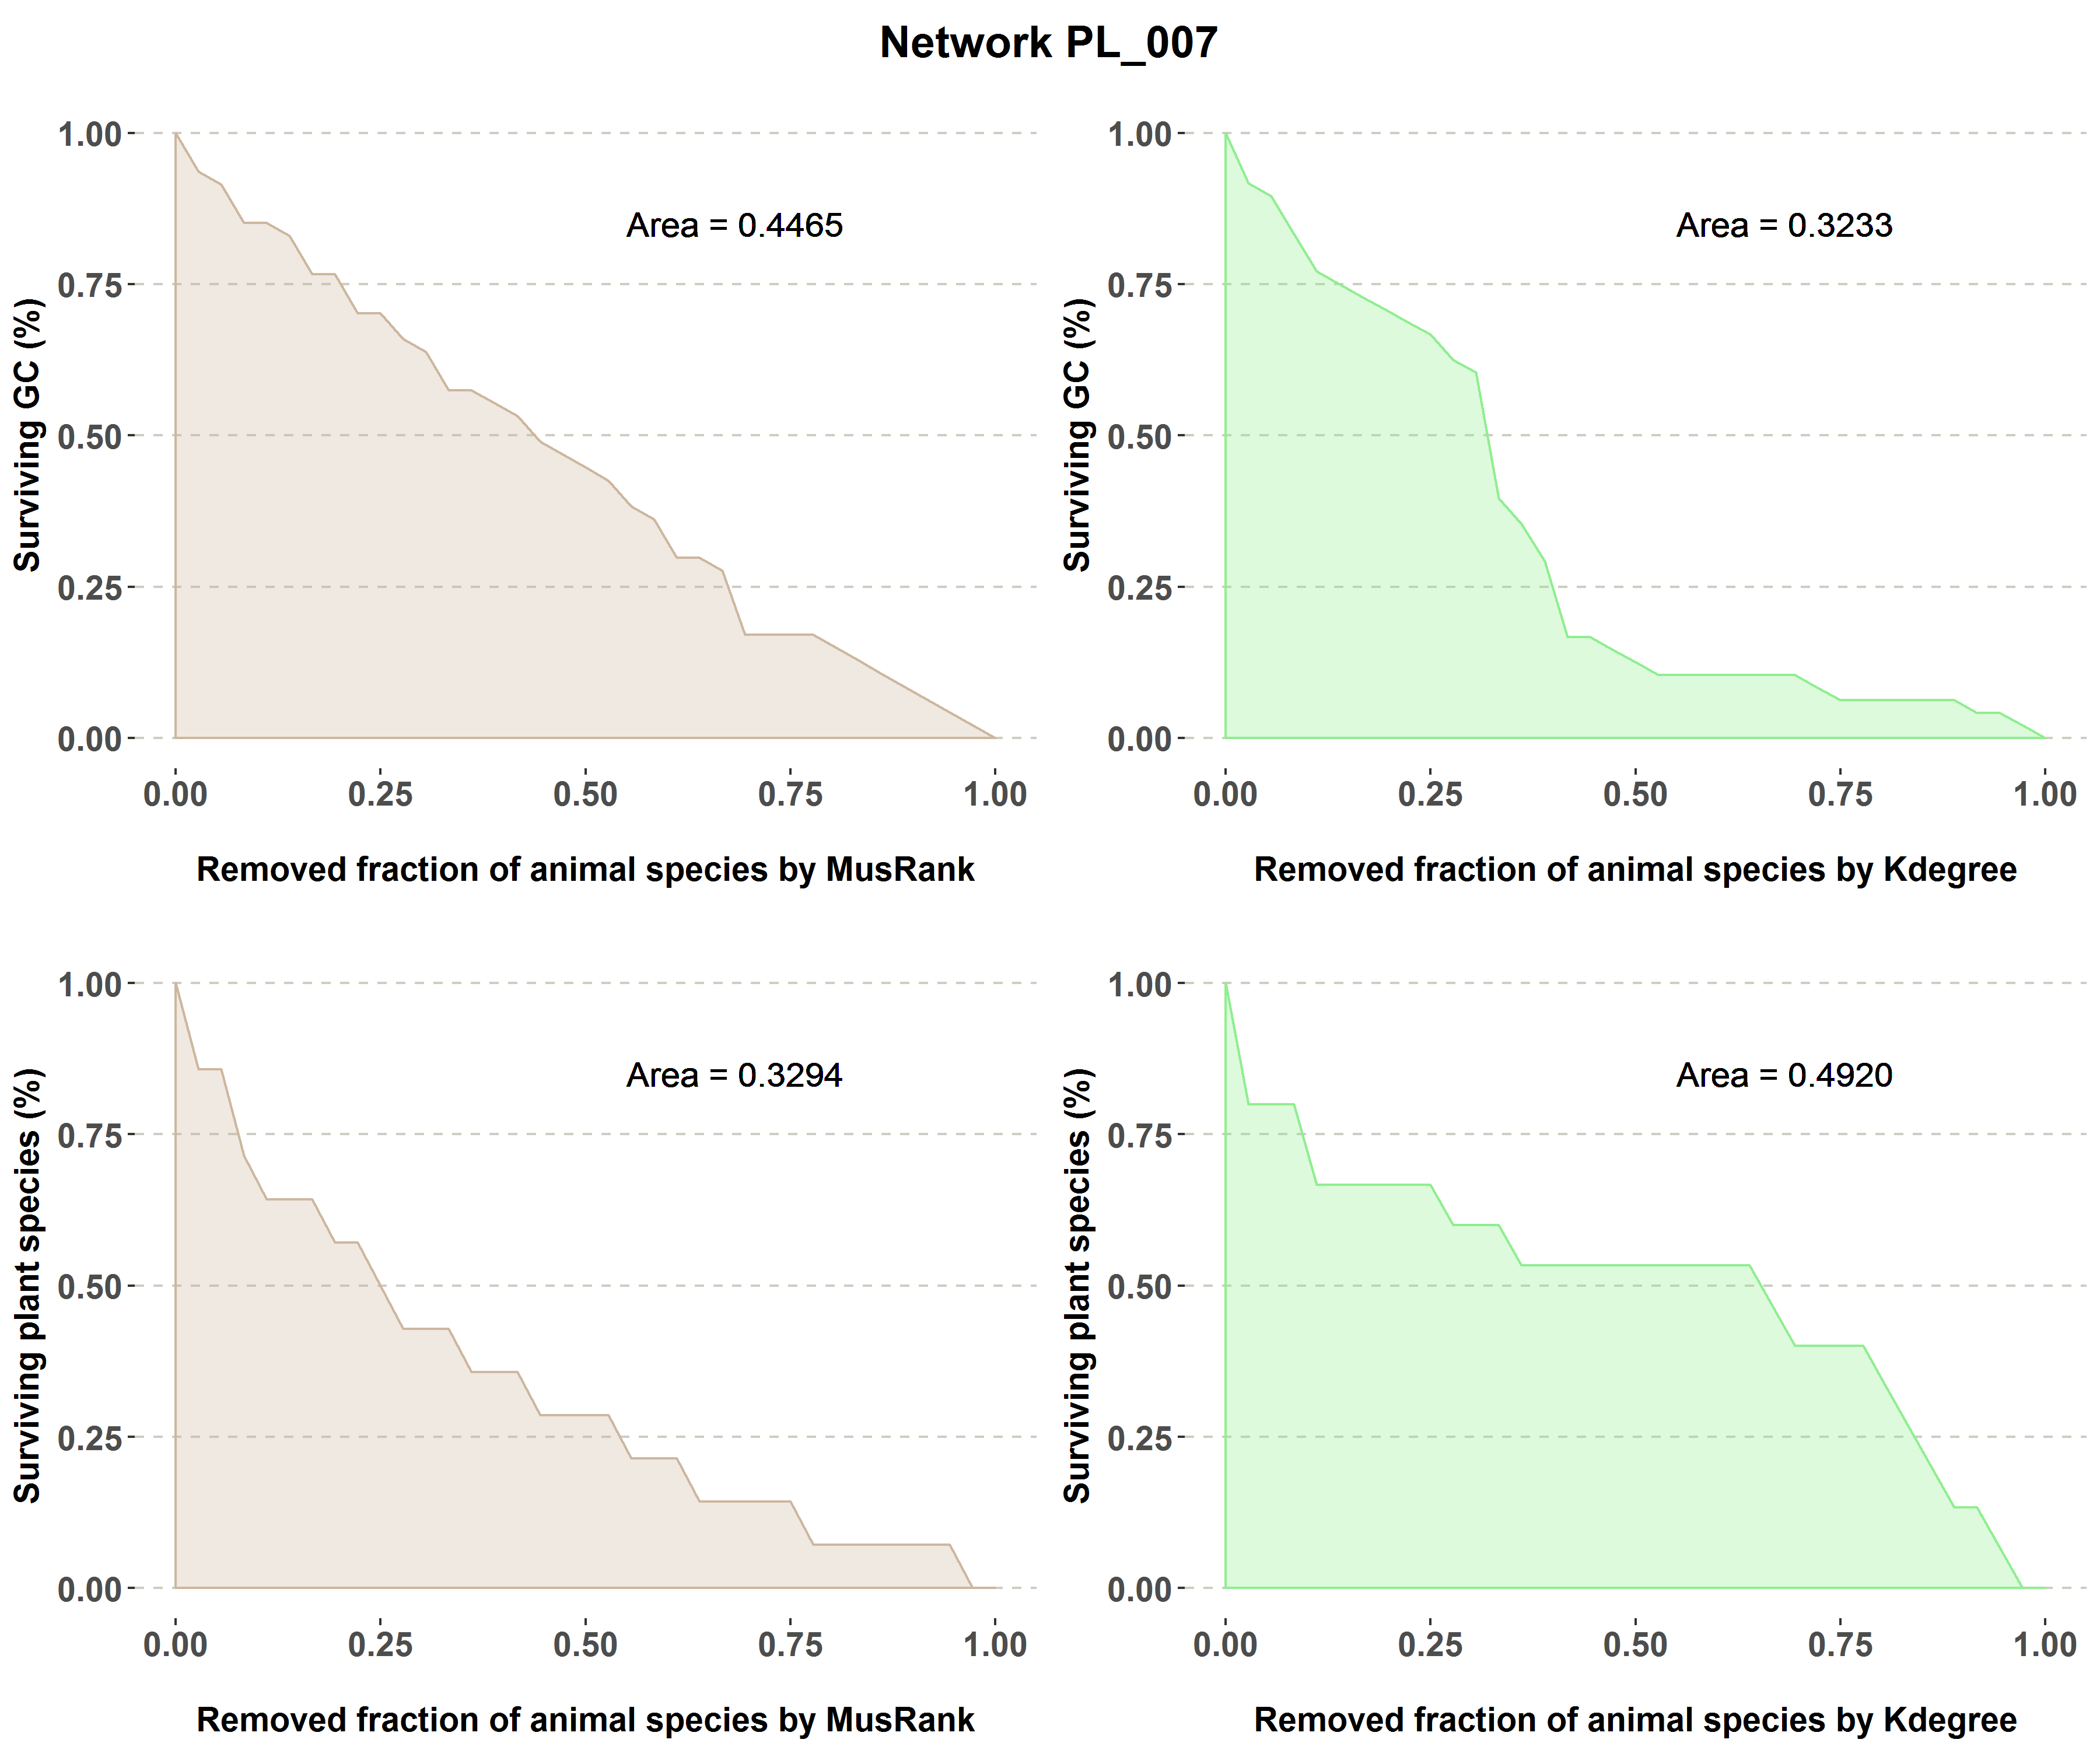 Network PL_007
Surviving GC (%)
1.00
0.75
0.50
0.25
0.00
Area = 0.4465
0.00 0.25 0.50 0.75 1.00
Removed fraction of animal species by MusRank
Surviving GC (%)
1.00
0.75
0.50
0.25
0.00
Area = 0.3233
0.00 0.25 0.50 0.75 1.00
Removed fraction of animal species by Kdegree
Surviving plant species (%)
1.00
0.75
0.50
0.25
0.00
Area = 0.3294
0.00 0.25 0.50 0.75 1.00
Removed fraction of animal species by MusRank
Surviving plant species (%)
1.00
0.75
0.50
0.25
0.00
Area = 0.4920
0.00 0.25 0.50 0.75 1.00
Removed fraction of animal species by Kdegree